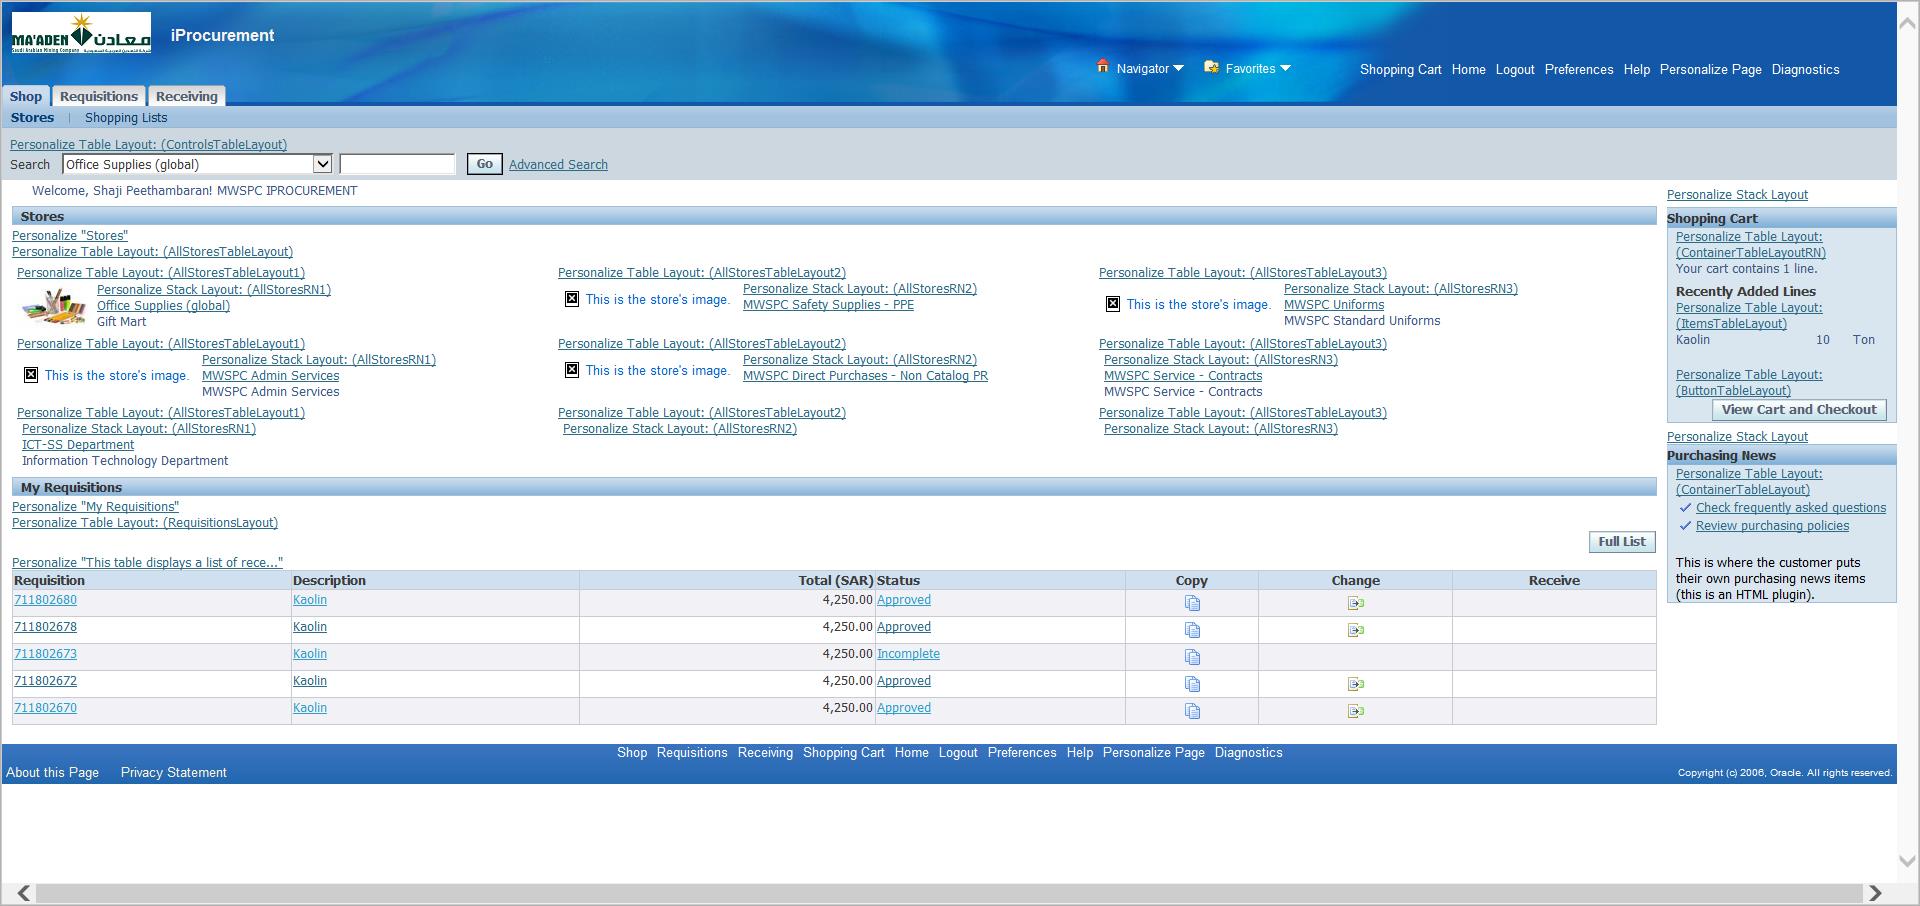 MA'ADEN معادن
Saudi Arabian Mining Company
iProcurement
Navigator Favorites Shopping Cart Home Logout Preferences Help Personalize Page Diagnostics
Shop Requisitions Receiving
Stores | Shopping Lists
Personalize Table Layout: (ControlsTableLayout)
Search Office Supplies (global) Go Advanced Search
Welcome, Shaji Peethambaran! MWSPC IPROCUREMENT
Stores
Personalize "Stores"
Personalize Table Layout: (AllStoresTableLayout)
Personalize Table Layout: (AllStoresTableLayout1)
Personalize Stack Layout: (AllStoresRN1)
Office Supplies (global)
Gift Mart
Personalize Table Layout: (AllStoresTableLayout2)
This is the store's image.
Personalize Stack Layout: (AllStoresRN2)
MWSPC Safety Supplies - PPE
Personalize Table Layout: (AllStoresTableLayout3)
This is the store's image.
Personalize Stack Layout: (AllStoresRN3)
MWSPC Uniforms
MWSPC Standard Uniforms
Personalize Table Layout: (AllStoresTableLayout1)
This is the store's image.
Personalize Stack Layout: (AllStoresRN1)
MWSPC Admin Services
MWSPC Admin Services
Personalize Table Layout: (AllStoresTableLayout2)
This is the store's image.
Personalize Stack Layout: (AllStoresRN2)
MWSPC Direct Purchases - Non Catalog PR
Personalize Table Layout: (AllStoresTableLayout3)
Personalize Stack Layout: (AllStoresRN3)
MWSPC Service - Contracts
MWSPC Service - Contracts
Personalize Table Layout: (AllStoresTableLayout1)
Personalize Stack Layout: (AllStoresRN1)
ICT-SS Department
Information Technology Department
Personalize Table Layout: (AllStoresTableLayout2)
Personalize Stack Layout: (AllStoresRN2)
Personalize Table Layout: (AllStoresTableLayout3)
Personalize Stack Layout: (AllStoresRN3)
My Requisitions
Personalize "My Requisitions"
Personalize Table Layout: (RequisitionsLayout)
Full List
Personalize "This table displays a list of rece..."
Requisition Description Total (SAR) Status Copy Change Receive
711802680 Kaolin 4,250.00 Approved
711802678 Kaolin 4,250.00 Approved
711802673 Kaolin 4,250.00 Incomplete
711802672 Kaolin 4,250.00 Approved
711802670 Kaolin 4,250.00 Approved
Personalize Stack Layout
Shopping Cart
Personalize Table Layout:
(ContainerTableLayoutRN)
Your cart contains 1 line.
Recently Added Lines
Personalize Table Layout:
(ItemsTableLayout)
Kaolin 10 Ton
Personalize Table Layout:
(ButtonTableLayout)
View Cart and Checkout
Personalize Stack Layout
Purchasing News
Personalize Table Layout:
(ContainerTableLayout)
Check frequently asked questions
Review purchasing policies
This is where the customer puts
their own purchasing news items
(this is an HTML plugin).
Shop Requisitions Receiving Shopping Cart Home Logout Preferences Help Personalize Page Diagnostics
About this Page Privacy Statement
Copyright (c) 2006, Oracle. All rights reserved.